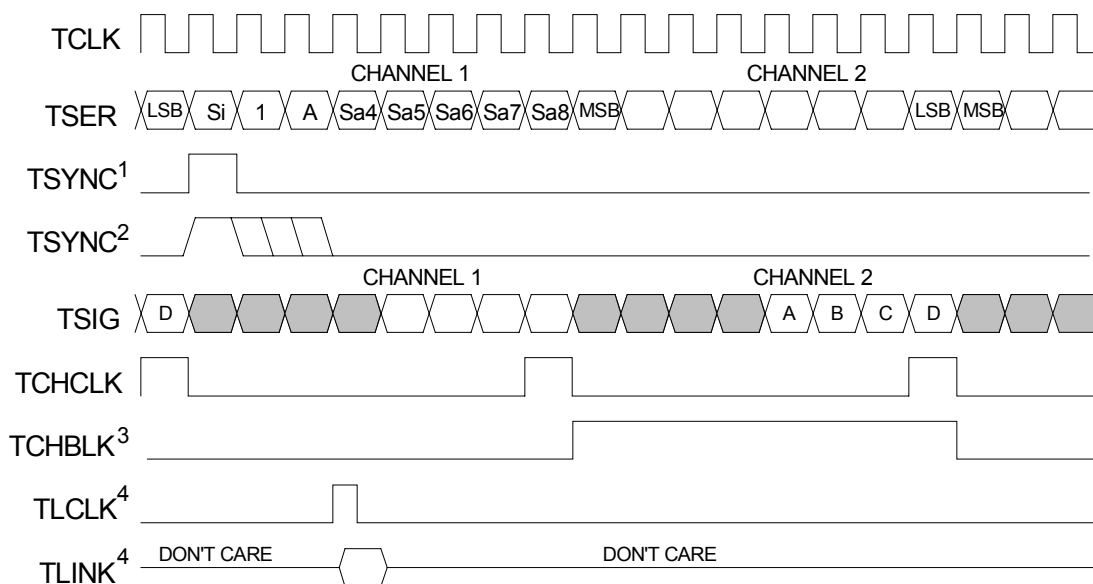 TCLK
CHANNEL 1 CHANNEL 2
TSER LSB Si 1 A Sa4 Sa5 Sa6 Sa7 Sa8 MSB LSB MSB
TSYNC1
TSYNC2
CHANNEL 1 CHANNEL 2
TSIG D A B C D
TCHCLK
TCHBLK3
TLCLK4
TLINK4 DON'T CARE DON'T CARE